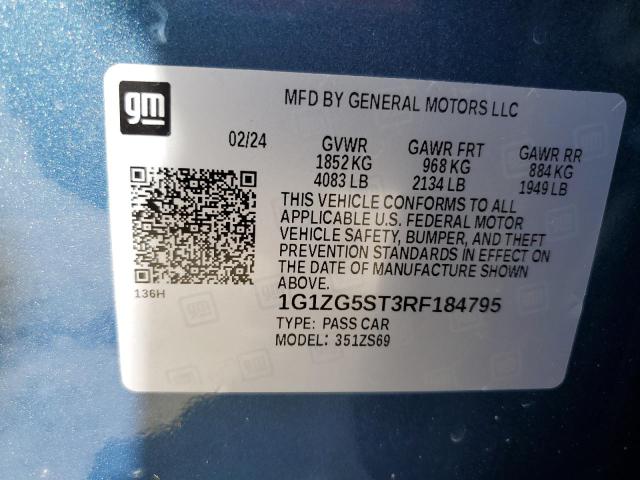 gm
MFD BY GENERAL MOTORS LLC
02/24
GVWR
1852 KG
4083 LB
GAWR FRT
968 KG
2134 LB
GAWR RR
884 KG
1949 LB
THIS VEHICLE CONFORMS TO ALL
APPLICABLE U.S. FEDERAL MOTOR
VEHICLE SAFETY, BUMPER, AND THEFT
PREVENTION STANDARDS IN EFFECT ON
THE DATE OF MANUFACTURE SHOWN
ABOVE.
136H
1G1ZG5ST3RF184795
TYPE: PASS CAR
MODEL: 351ZS69